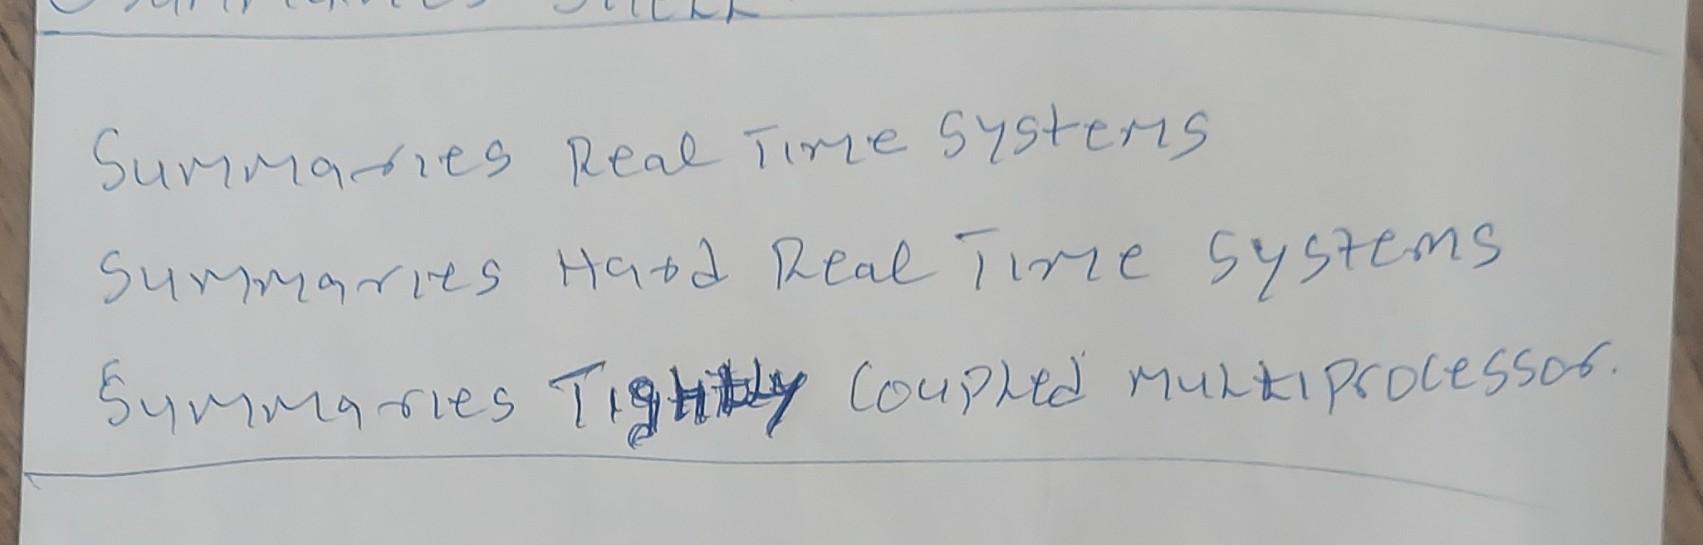 Summaries Real Time Systems
Summaries Hard Real Time Systems
Summaries Tightly Coupled multiprocessor.